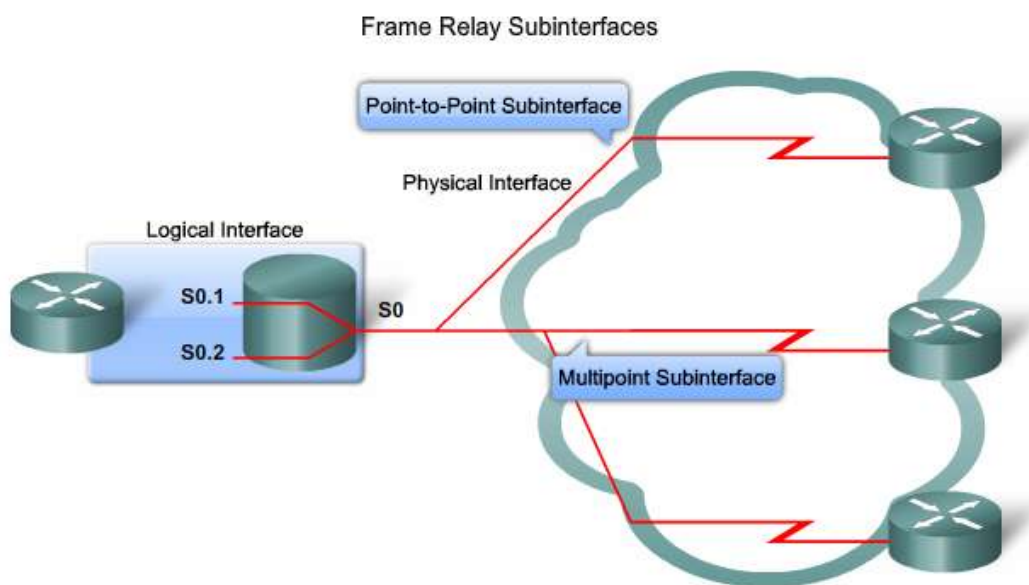 Frame Relay Subinterfaces
Point-to-Point Subinterface
Physical Interface
Logical Interface
S0.1
S0
S0.2
Multipoint Subinterface